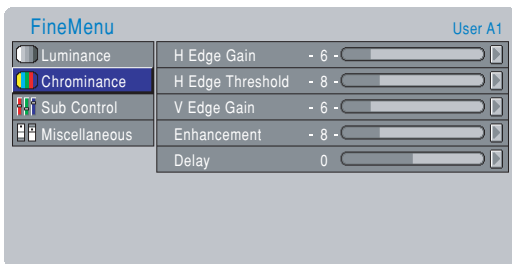 FineMenu User A1
Luminance
Chrominance
Sub Control
Miscellaneous
H Edge Gain - 6 -
H Edge Threshold - 8 -
V Edge Gain - 6 -
Enhancement - 8 -
Delay 0